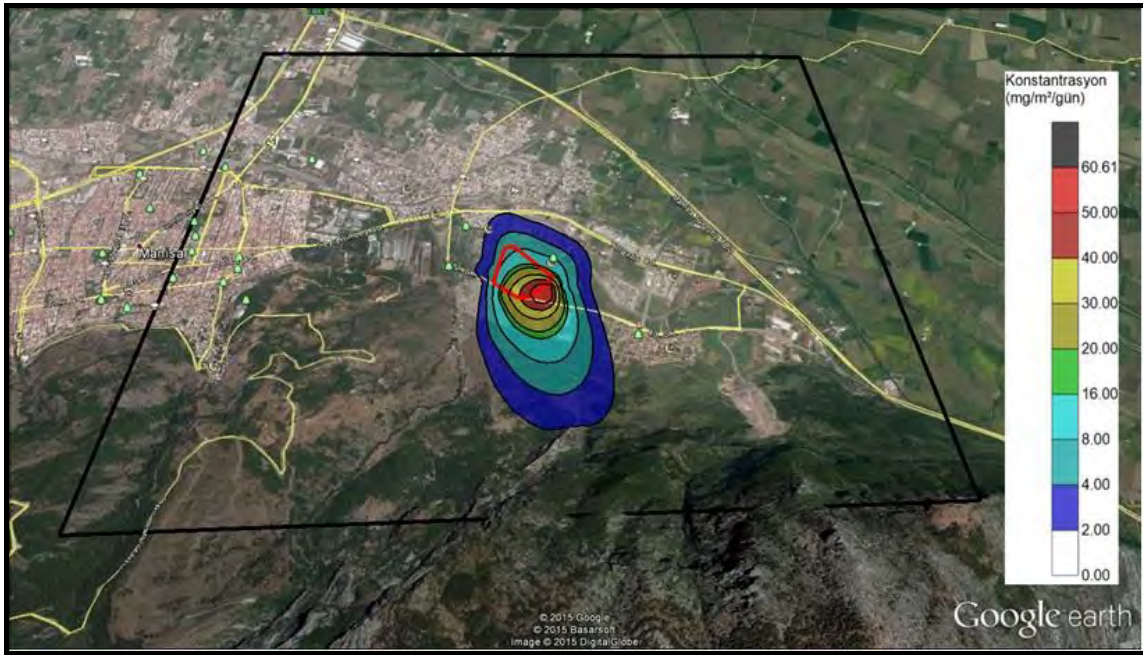 Konstantrasyon
(mg/m²/gün)
60.61
50.00
40.00
30.00
20.00
16.00
8.00
4.00
2.00
0.00
Manisa
© 2015 Google
© 2015 Basarsoft
Image © 2015 DigitalGlobe
Google earth